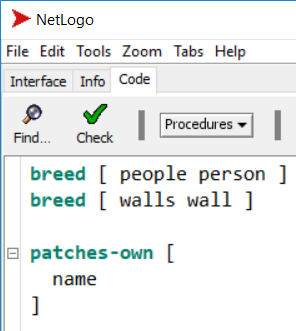 NetLogo
File Edit Tools Zoom Tabs Help
Interface Info Code
Find... Check Procedures
breed [ people person ]
breed [ walls wall ]
patches-own [
name
]